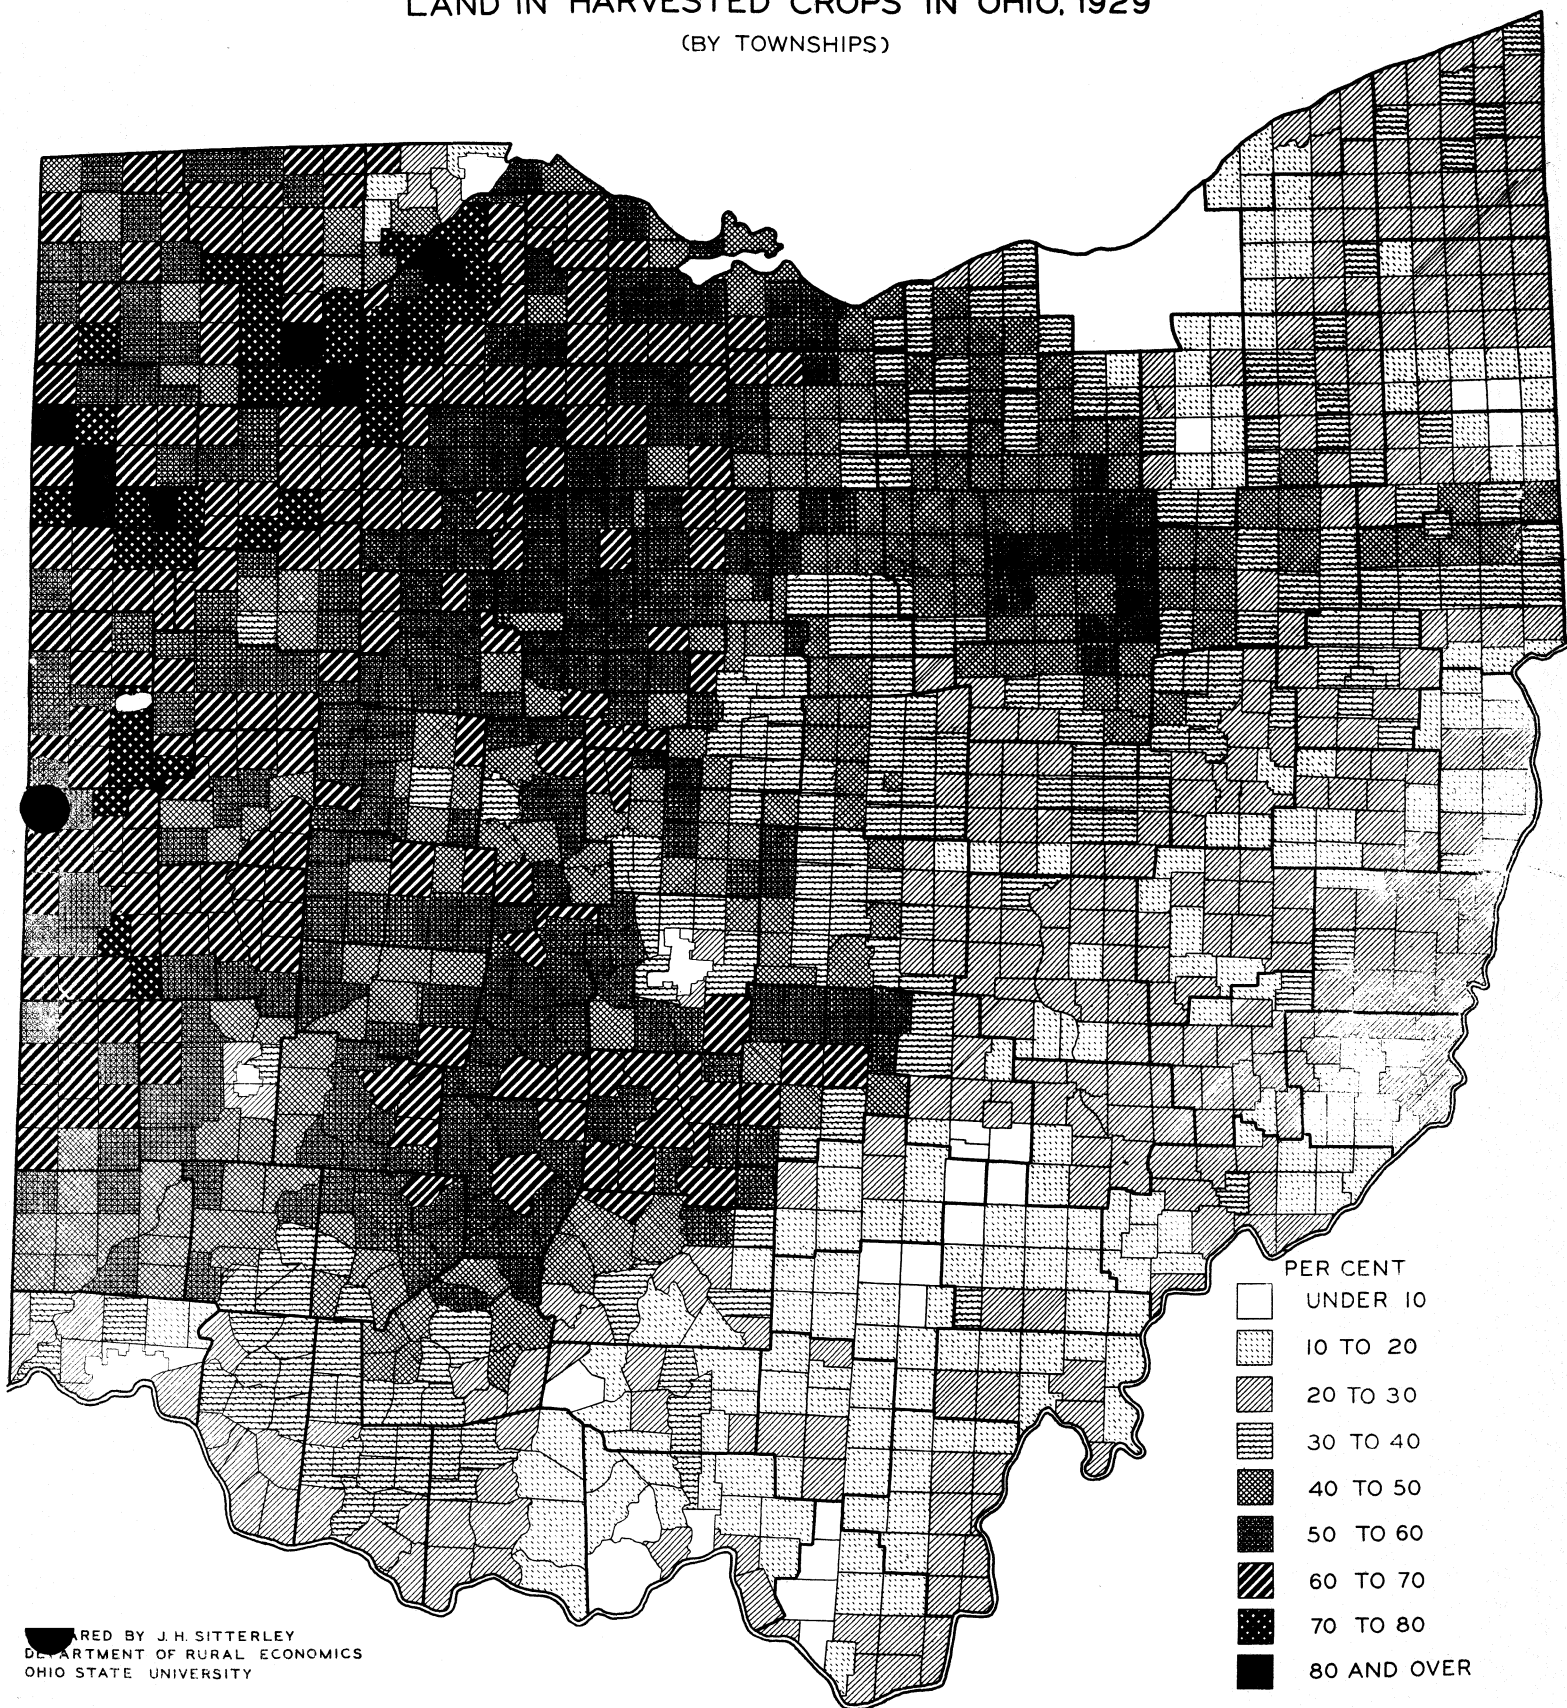 LAND IN HARVESTED CROPS IN OHIO, 1929
(BY TOWNSHIPS)
PER CENT
UNDER 10
10 TO 20
20 TO 30
30 TO 40
40 TO 50
50 TO 60
60 TO 70
70 TO 80
80 AND OVER
ARED BY J. H. SITTERLEY
DEPARTMENT OF RURAL ECONOMICS
OHIO STATE UNIVERSITY